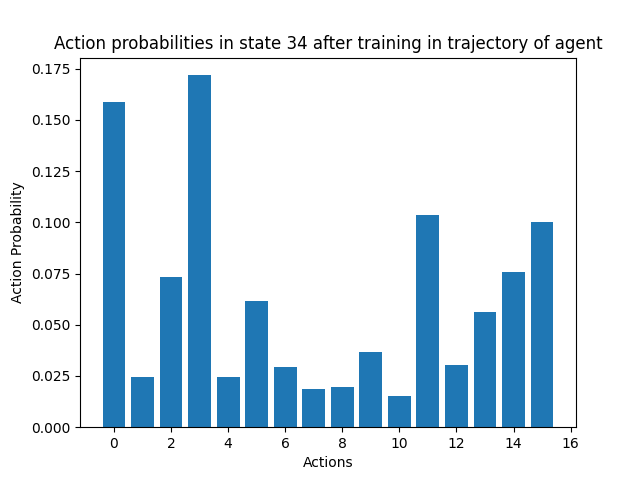 Action probabilities in state 34 after training in trajectory of agent
0.175
0.150
0.125
0.100
0.075
0.050
0.025
0.000
Action Probability
0 2 4 6 8 10 12 14 16
Actions